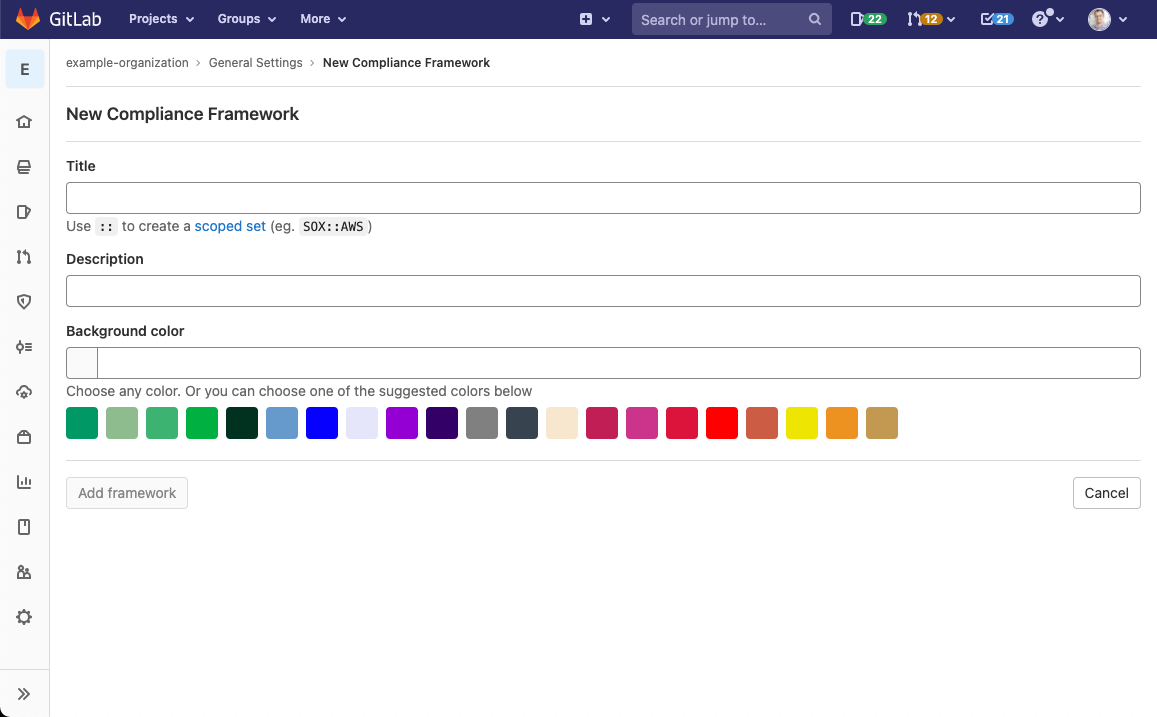 GitLab Projects Groups More Search or jump to... 22 12 21 ?
E example-organization › General Settings › New Compliance Framework
New Compliance Framework
Title
Use :: to create a scoped set (eg. SOX::AWS)
Description
Background color
Choose any color. Or you can choose one of the suggested colors below
Add framework Cancel